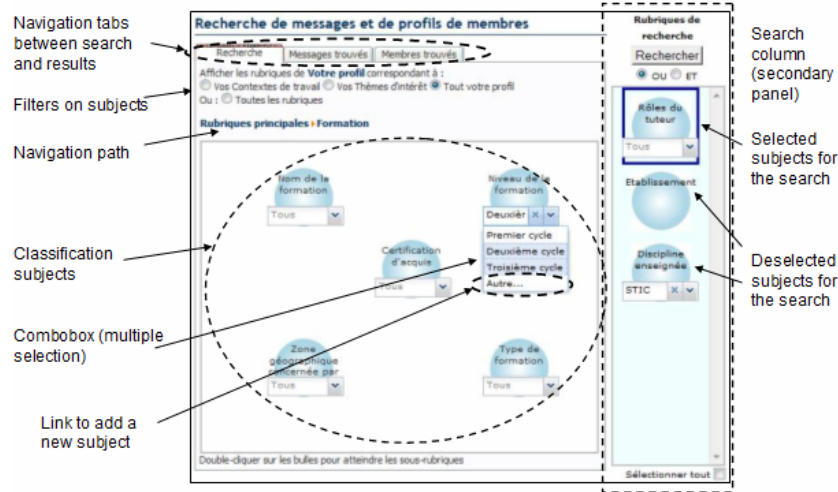 Navigation tabs
between search
and results
Filters on subjects
Navigation path
Classification
subjects
Combobox (multiple
selection)
Link to add a
new subject
Recherche de messages et de profils de membres
Recherche
Messages trouvés
Membres trouvés
Afficher les rubriques de Votre profil correspondant à :
Vos Contextes de travail Vos Thèmes d'intérêt Tout votre profil
Ou : Toutes les rubriques
Rubriques principales Formation
Nom de la
formation
Tous
Niveau de la
formation
Deuxièr
Premier cycle
Deuxième cycle
Troisième cycle
Autre...
Certification
d'acquis
Tous
Zone
géographique
concernée par
Tous
Type de
formation
Tous
Double-cliquer sur les bulles pour atteindre les sous-rubriques
Rubriques de
recherche
Rechercher
OU ET
Rôles du
tuteur
Tous
Etablissement
Discipline
enseignée
STIC
Sélectionner tout
Search
column
(secondary
panel)
Selected
subjects for
the search
Deselected
subjects for
the search